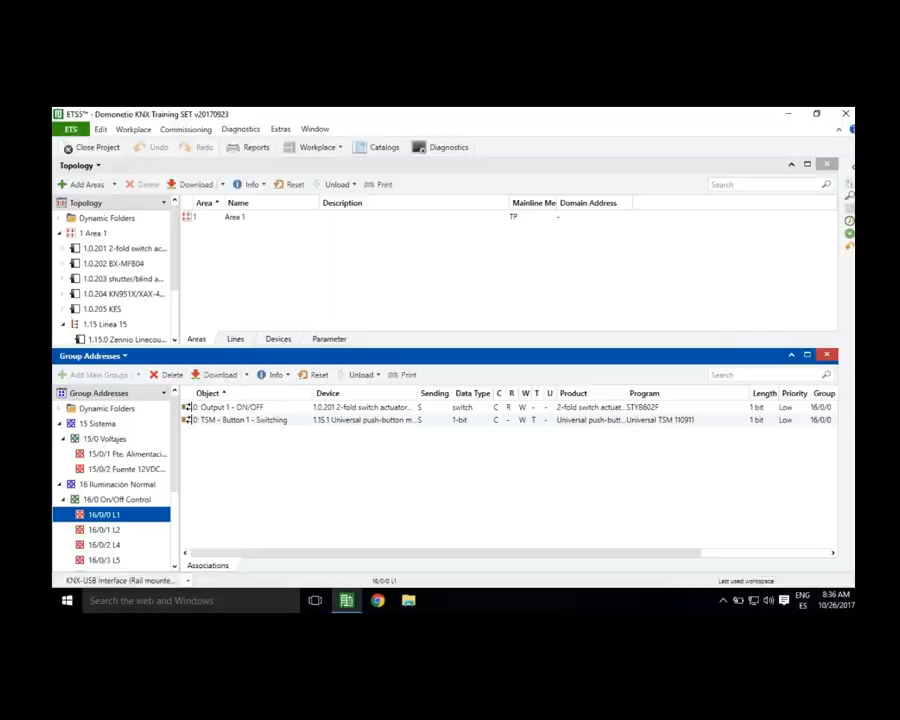 ETS5™ - Domonetio KNX Training SET v20170923
ETS Edit Workplace Commissioning Diagnostics Extras Window
Close Project Undo Redo Reports Workplace Catalogs Diagnostics
Topology
Add Areas Delete Download Info Reset Unload Print Search
Topology Area Name Description Mainline Me Domain Address
Dynamic Folders 1 Area 1 TP -
1 Area 1
1.0.201 2-fold switch ac...
1.0.202 BX-MFB04
1.0.203 shutter/blind a...
1.0.204 KN951X/XAX-4...
1.0.205 KES
1.15 Linea 15
1.15.0 Zennio Linecou... Areas Lines Devices Parameter
Group Addresses
Add Main Groups Delete Download Info Reset Unload Print Search
Group Addresses Object Device Sending Data Type C R W T U Product Program Length Priority Group
Dynamic Folders 0: Output 1 - ON/OFF 1.0.201 2-fold switch actuator... S switch C R W - - 2-fold switch actuat... STYB602F 1 bit Low 16/0/0
15 Sistema 0: TSM - Button 1 - Switching 1.15.1 Universal push-button m... S 1-bit C - W T - Universal push-butt... Universal TSM 110911 1 bit Low 16/0/0
15/0 Voltajes
15/0/1 Fte. Alimentaci...
15/0/2 Fuente 12VDC...
16 Iluminación Normal
16/0 On/Off Control
16/0/0 L1
16/0/1 L2
16/0/2 L4
16/0/3 L5
Associations
KNX-USB Interface (Rail mounte... 16/0/0 L1 Last used workspace
Search the web and Windows ENG 8:36 AM
ES 10/26/2017